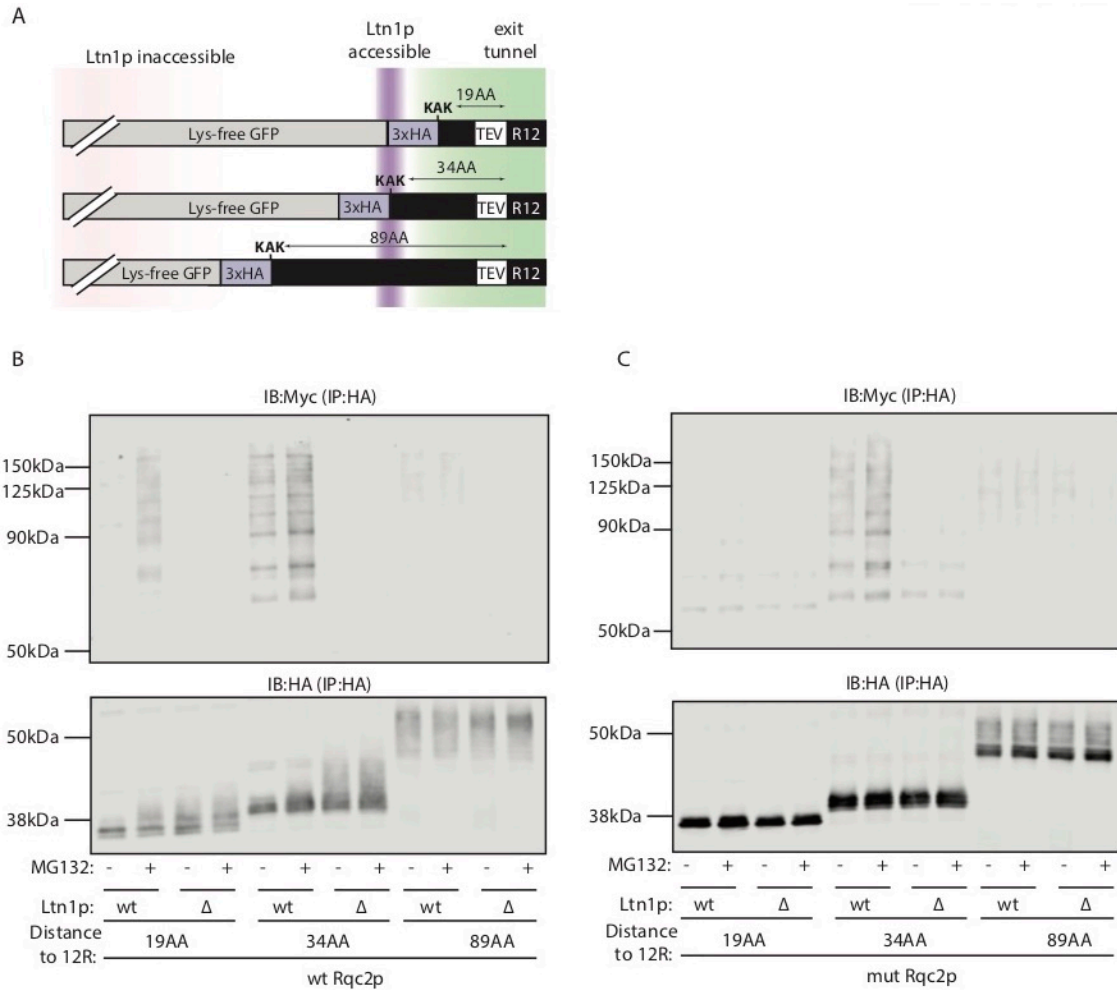 A
Ltn1p inaccessible
Ltn1p accessible
exit tunnel
19AA
KAK
Lys-free GFP 3xHA TEV R12
34AA
KAK
Lys-free GFP 3xHA TEV R12
89AA
KAK
Lys-free GFP 3xHA TEV R12
B
IB:Myc (IP:HA)
150kDa
125kDa
90kDa
50kDa
IB:HA (IP:HA)
50kDa
38kDa
MG132: - + - + - + - + - + - +
Ltn1p: wt Δ wt Δ wt Δ
Distance to 12R: 19AA 34AA 89AA
wt Rqc2p
C
IB:Myc (IP:HA)
150kDa
125kDa
90kDa
50kDa
IB:HA (IP:HA)
50kDa
38kDa
MG132: - + - + - + - + - + - +
Ltn1p: wt Δ wt Δ wt Δ
Distance to 12R: 19AA 34AA 89AA
mut Rqc2p